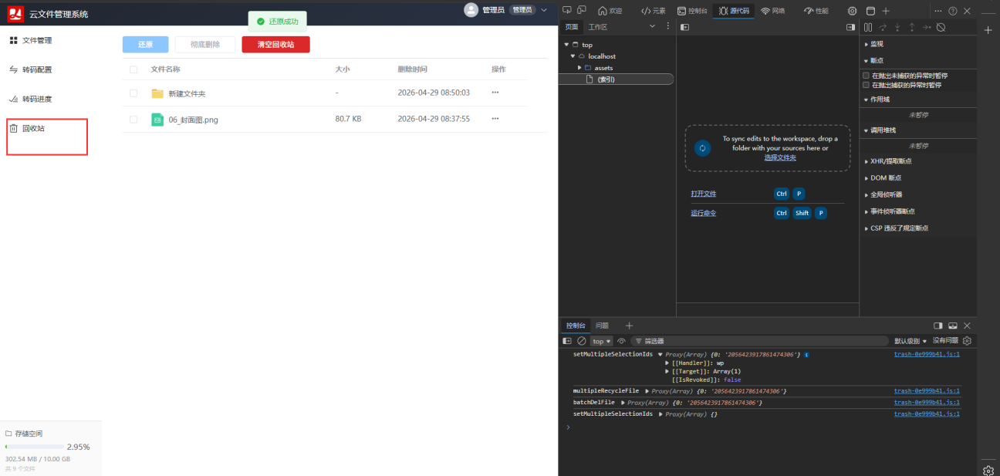 云文件管理系统
还原成功
管理员 管理员
文件管理
转码配置
转码进度
回收站
还原 彻底删除 清空回收站
文件名称 大小 删除时间 操作
新建文件夹 - 2026-04-29 08:50:03 ···
06_封面图.png 80.7 KB 2026-04-29 08:37:55 ···
存储空间
2.95%
302.54 MB / 10.00 GB
共 9 个文件
欢迎 元素 控制台 源代码 网络 性能
页面 工作区
top
localhost
assets
(索引)
To sync edits to the workspace, drop a
folder with your sources here or
选择文件夹
打开文件 Ctrl P
运行命令 Ctrl Shift P
监视
断点
在抛出未捕获的异常时暂停
在抛出捕获的异常时暂停
作用域
未暂停
调用堆栈
未暂停
XHR/提取断点
DOM 断点
全局侦听器
事件侦听器断点
CSP 违反了规定断点
控制台 问题
top 筛选器 默认级别 没有问题
setMultipleSelectionIds Proxy(Array) {0: '2056423917861474306'} trash-0e999b41.js:1
[[Handler]]: wp
[[Target]]: Array(1)
[[IsRevoked]]: false
multipleRecycleFile Proxy(Array) {0: '2056423917861474306'} trash-0e999b41.js:1
batchDelFile Proxy(Array) {0: '2056423917861474306'} trash-0e999b41.js:1
setMultipleSelectionIds Proxy(Array) {} trash-0e999b41.js:1